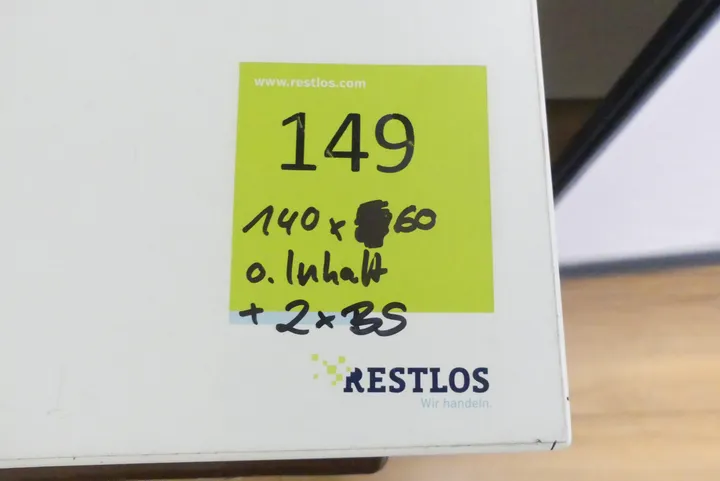 www.restlos.com
149
140 x 60
o. Inhalt
+ 2 x BS
RESTLOS
Wir handeln.